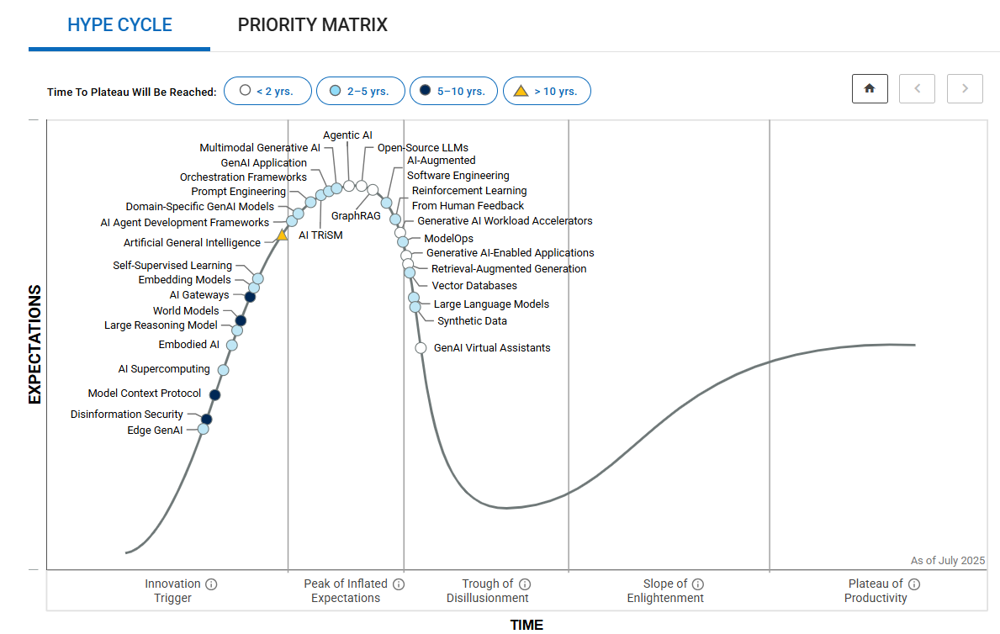 HYPE CYCLE
PRIORITY MATRIX
Time To Plateau Will Be Reached:
< 2 yrs.
2–5 yrs.
5–10 yrs.
> 10 yrs.
EXPECTATIONS
Agentic AI
Multimodal Generative AI
Open-Source LLMs
GenAI Application
Orchestration Frameworks
AI-Augmented
Software Engineering
Prompt Engineering
Reinforcement Learning
From Human Feedback
Domain-Specific GenAI Models
GraphRAG
AI Agent Development Frameworks
Generative AI Workload Accelerators
AI TRiSM
ModelOps
Artificial General Intelligence
Generative AI-Enabled Applications
Self-Supervised Learning
Retrieval-Augmented Generation
Embedding Models
Vector Databases
AI Gateways
Large Language Models
World Models
Synthetic Data
Large Reasoning Model
Embodied AI
GenAI Virtual Assistants
AI Supercomputing
Model Context Protocol
Disinformation Security
Edge GenAI
As of July 2025
Innovation
Trigger
Peak of Inflated
Expectations
Trough of
Disillusionment
Slope of
Enlightenment
Plateau of
Productivity
TIME